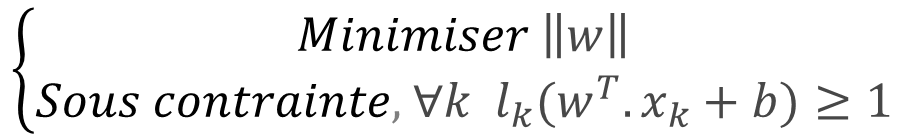 Minimiser ‖w‖
Sous contrainte, ∀k l_k(w^T . x_k + b) ≥ 1